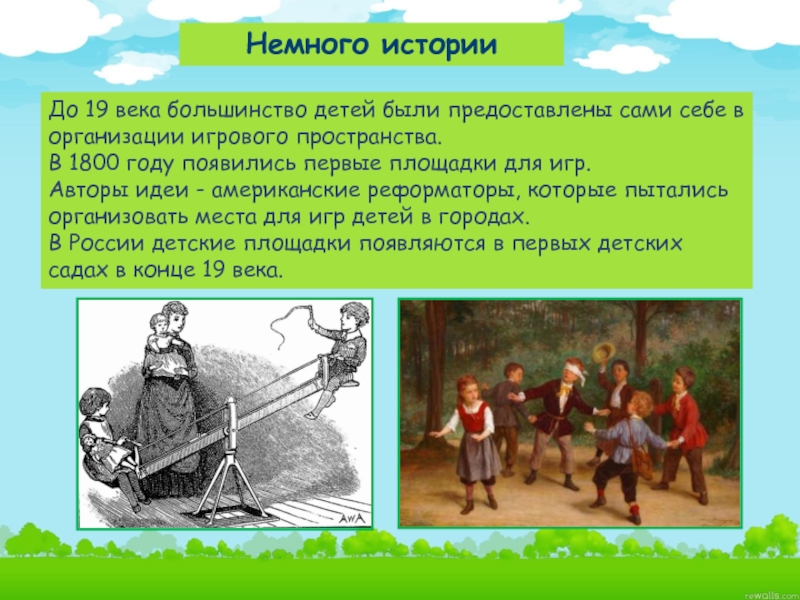 Немного истории
До 19 века большинство детей были предоставлены сами себе в
организации игрового пространства.
В 1800 году появились первые площадки для игр.
Авторы идеи - американские реформаторы, которые пытались
организовать места для игр детей в городах.
В России детские площадки появляются в первых детских
садах в конце 19 века.
AWA
rewalls.com